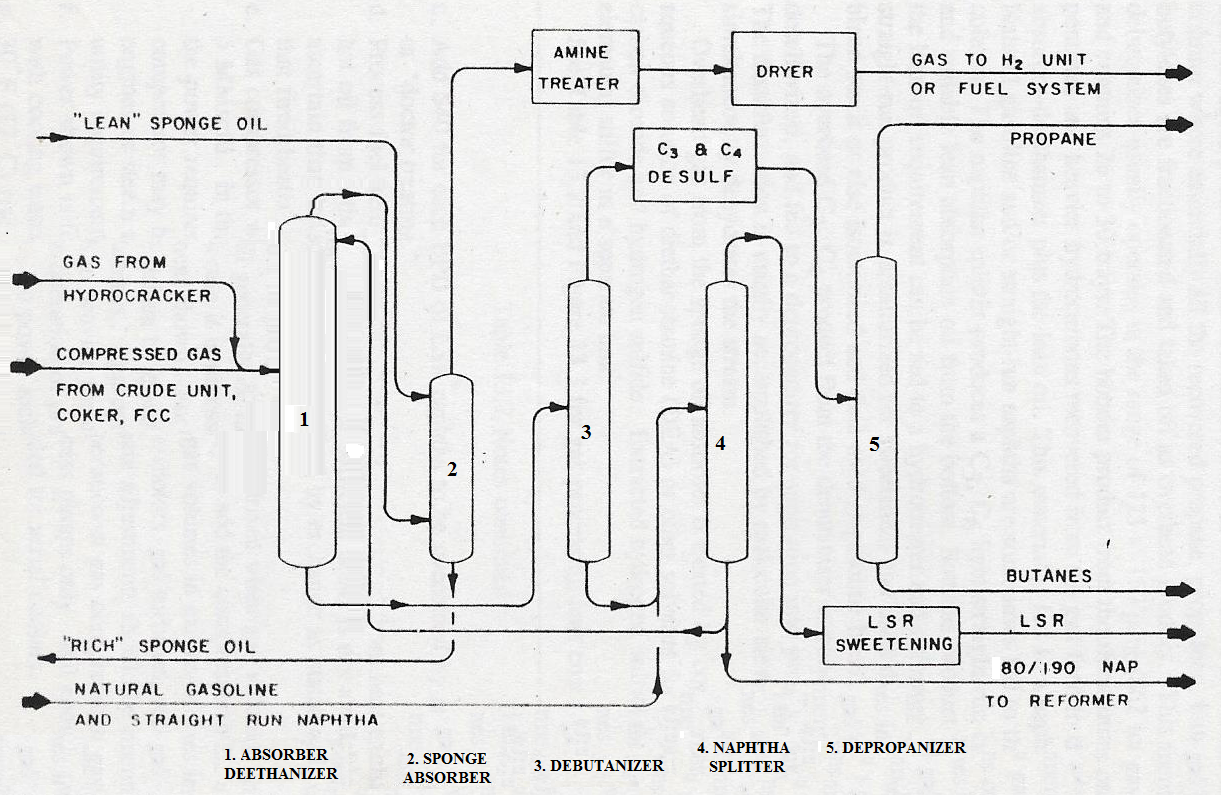 AMINE
TREATER
DRYER
GAS TO H₂ UNIT
OR FUEL SYSTEM
"LEAN" SPONGE OIL
PROPANE
C₃ & C₄
DESULF
GAS FROM
HYDROCRACKER
COMPRESSED GAS
FROM CRUDE UNIT,
COKER, FCC
1
2
3
4
5
BUTANES
LSR
SWEETENING
LSR
"RICH" SPONGE OIL
80/190 NAP
TO REFORMER
NATURAL GASOLINE
AND STRAIGHT RUN NAPHTHA
1. ABSORBER
DEETHANIZER
2. SPONGE
ABSORBER
3. DEBUTANIZER
4. NAPHTHA
SPLITTER
5. DEPROPANIZER